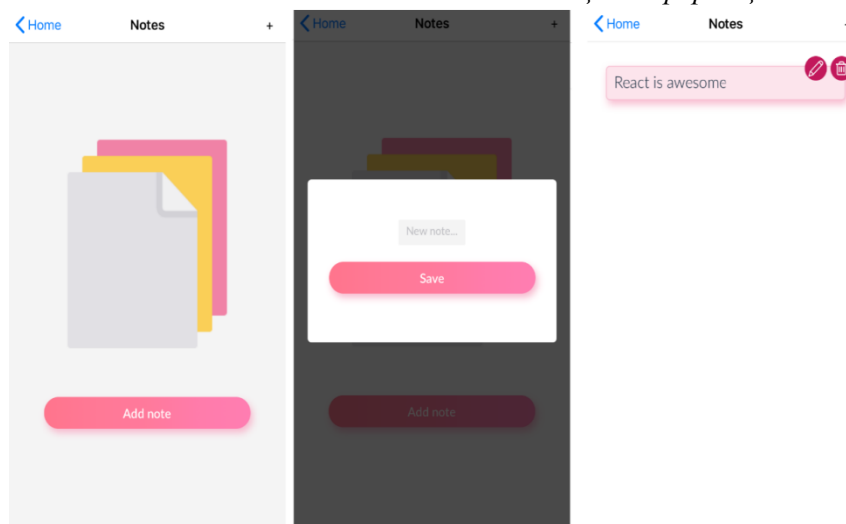 Home Notes +
Add note
Home Notes +
New note...
Save
Add note
Home Notes
React is awesome